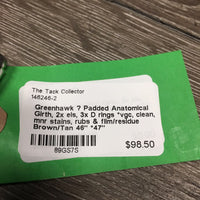 The Tack Collector
146246-2
Greenhawk ? Padded Anatomical
Girth, 2x els, 3x D rings *vgc, clean,
mnr stains, rubs & film/residue
Brown/Tan 46" *47"
89GS7S
$98.50